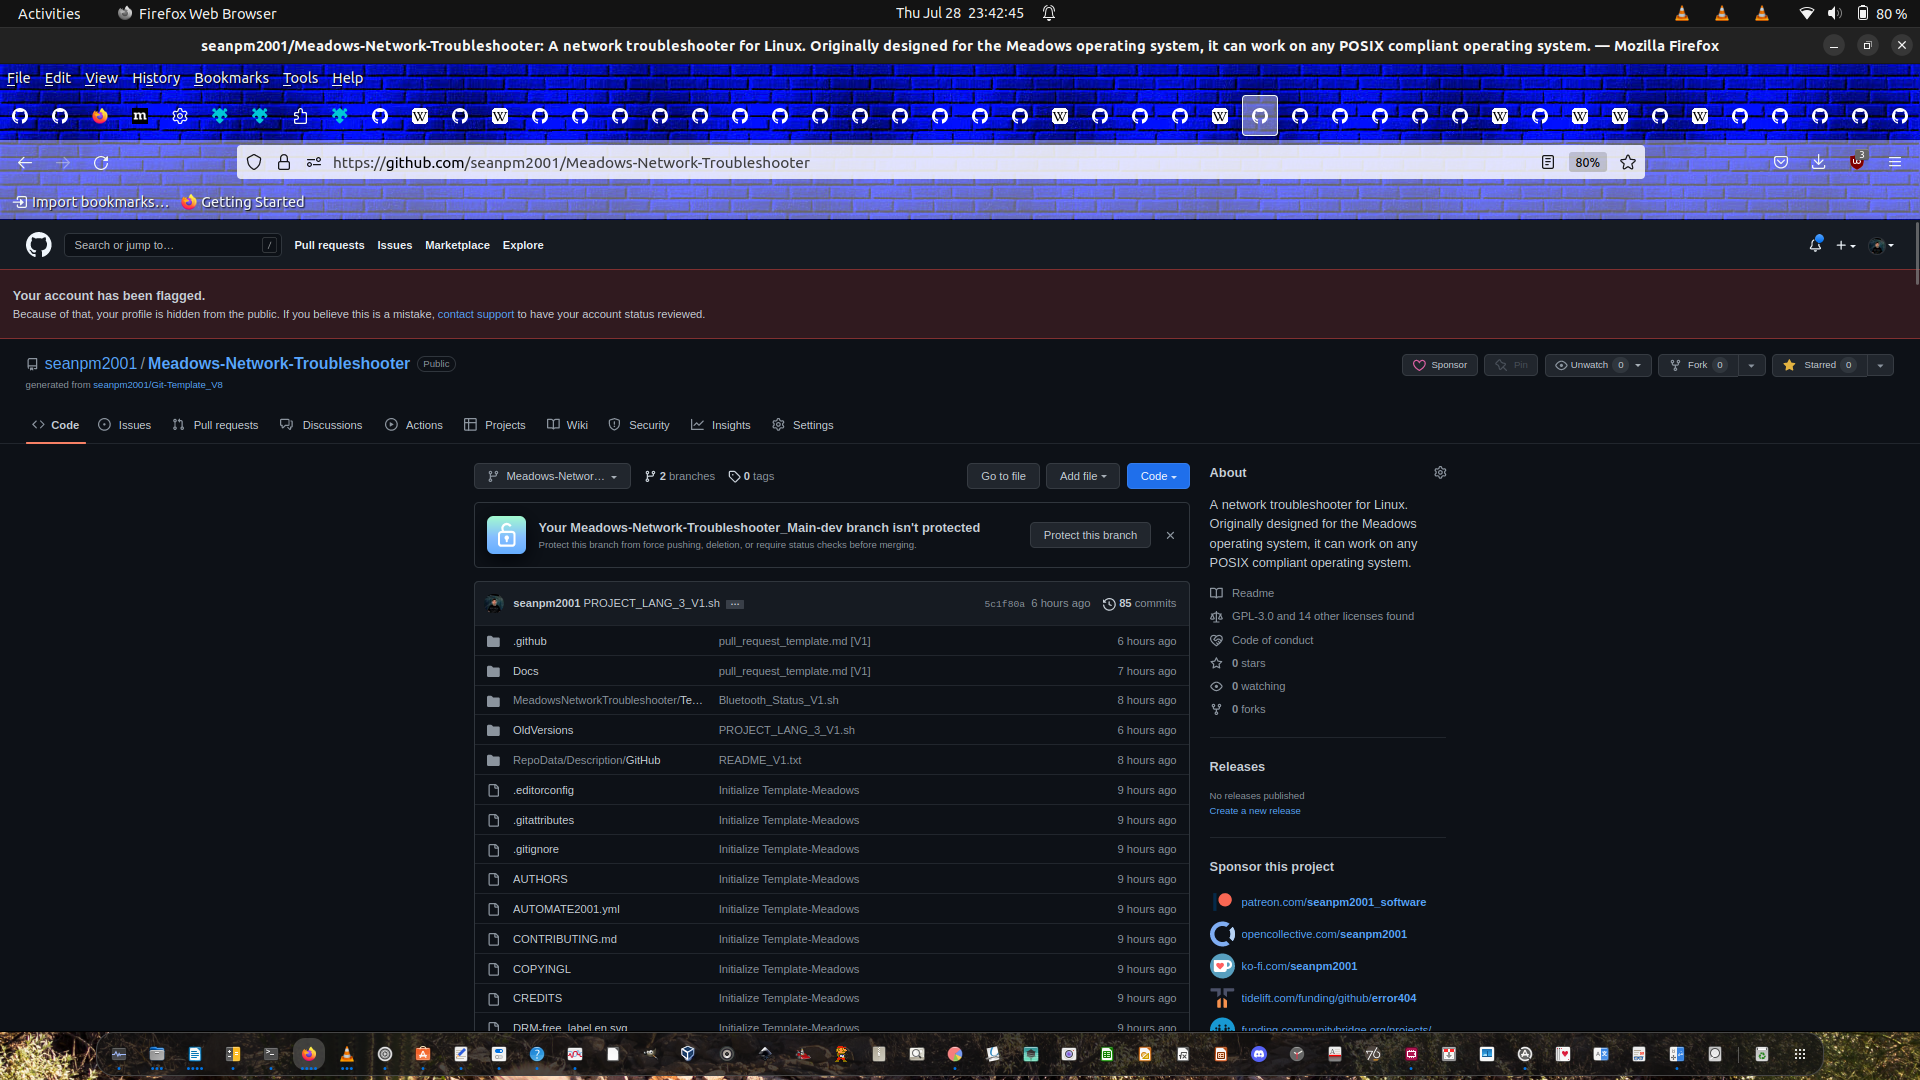 Activities Firefox Web Browser Thu Jul 28 23:42:45 80 %
seanpm2001/Meadows-Network-Troubleshooter: A network troubleshooter for Linux. Originally designed for the Meadows operating system, it can work on any POSIX compliant operating system. — Mozilla Firefox
File Edit View History Bookmarks Tools Help
https://github.com/seanpm2001/Meadows-Network-Troubleshooter 80% 3
Import bookmarks… Getting Started
Search or jump to… / Pull requests Issues Marketplace Explore
Your account has been flagged.
Because of that, your profile is hidden from the public. If you believe this is a mistake, contact support to have your account status reviewed.
seanpm2001 / Meadows-Network-Troubleshooter Public
Sponsor Pin Unwatch 0 Fork 0 Starred 0
generated from seanpm2001/Git-Template_V8
Code Issues Pull requests Discussions Actions Projects Wiki Security Insights Settings
Meadows-Networ… 2 branches 0 tags Go to file Add file Code
Your Meadows-Network-Troubleshooter_Main-dev branch isn't protected
Protect this branch from force pushing, deletion, or require status checks before merging.
Protect this branch
seanpm2001 PROJECT_LANG_3_V1.sh 5c1f80a 6 hours ago 85 commits
.github pull_request_template.md [V1] 6 hours ago
Docs pull_request_template.md [V1] 7 hours ago
MeadowsNetworkTroubleshooter/Te… Bluetooth_Status_V1.sh 8 hours ago
OldVersions PROJECT_LANG_3_V1.sh 6 hours ago
RepoData/Description/GitHub README_V1.txt 8 hours ago
.editorconfig Initialize Template-Meadows 9 hours ago
.gitattributes Initialize Template-Meadows 9 hours ago
.gitignore Initialize Template-Meadows 9 hours ago
AUTHORS Initialize Template-Meadows 9 hours ago
AUTOMATE2001.yml Initialize Template-Meadows 9 hours ago
CONTRIBUTING.md Initialize Template-Meadows 9 hours ago
COPYINGL Initialize Template-Meadows 9 hours ago
CREDITS Initialize Template-Meadows 9 hours ago
DRM-free_label.en.svg Initialize Template-Meadows 9 hours ago
About
A network troubleshooter for Linux.
Originally designed for the Meadows
operating system, it can work on any
POSIX compliant operating system.
Readme
GPL-3.0 and 14 other licenses found
Code of conduct
0 stars
0 watching
0 forks
Releases
No releases published
Create a new release
Sponsor this project
patreon.com/seanpm2001_software
opencollective.com/seanpm2001
ko-fi.com/seanpm2001
tidelift.com/funding/github/error404
funding.communitybridge.org/projects/